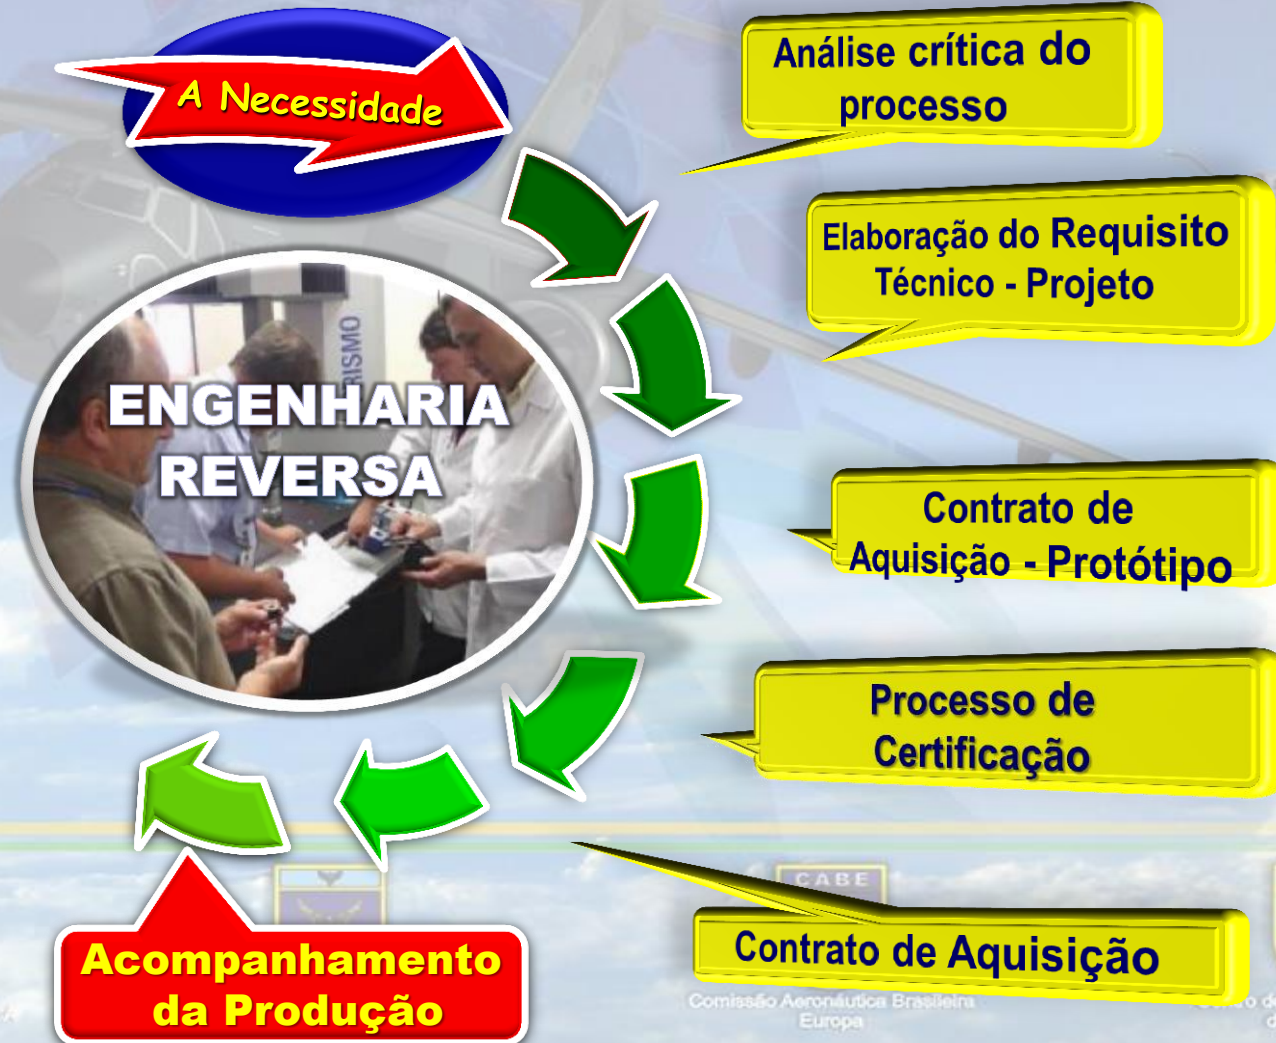 A Necessidade
Análise crítica do
processo
Elaboração do Requisito
Técnico - Projeto
RISMO
ENGENHARIA
REVERSA
Contrato de
Aquisição - Protótipo
Processo de
Certificação
Contrato de Aquisição
Acompanhamento
da Produção
CABE
Comissão Aeronáutica Brasileira
Europa